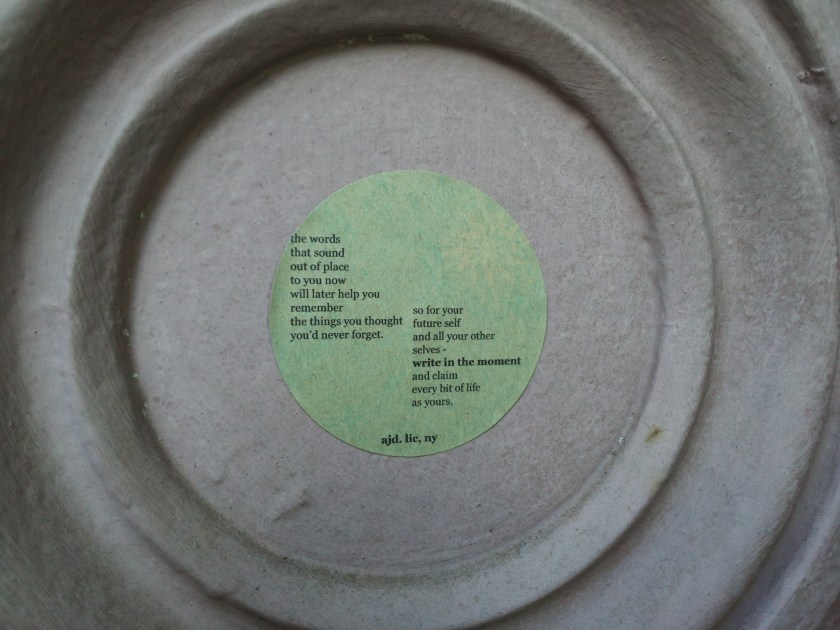 the words
that sound
out of place
to you now
will later help you
remember
the things you thought
you'd never forget.
so for your
future self
and all your other
selves -
write in the moment
and claim
every bit of life
as yours.
ajd. lic, ny